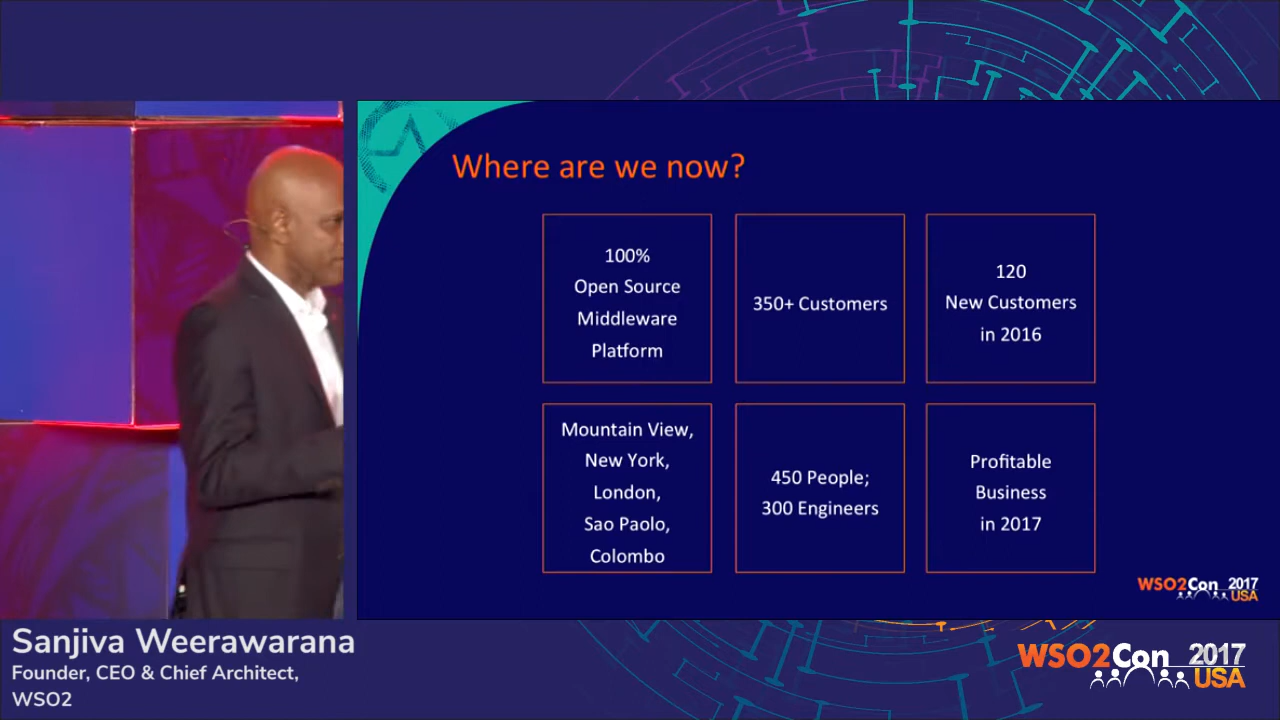 Where are we now?
100%
Open Source
Middleware
Platform
350+ Customers
120
New Customers
in 2016
Mountain View,
New York,
London,
Sao Paolo,
Colombo
450 People;
300 Engineers
Profitable
Business
in 2017
WSO2Con 2017
USA
Sanjiva Weerawarana
Founder, CEO & Chief Architect,
WSO2
WSO2Con 2017
USA